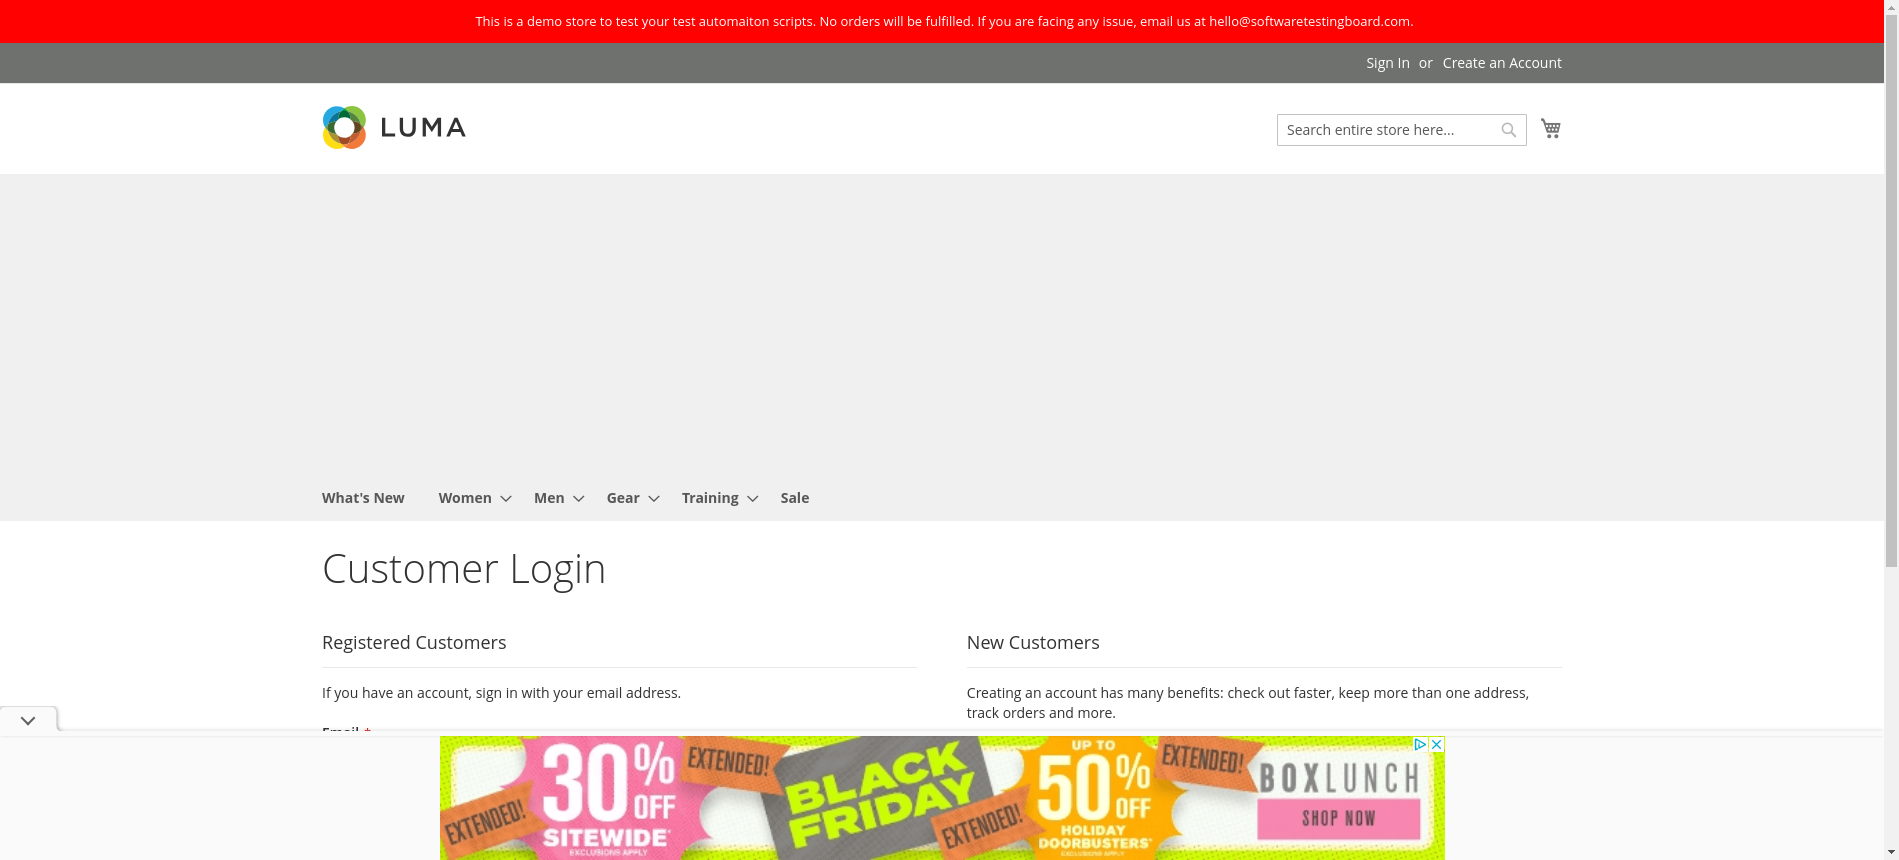 This is a demo store to test your test automaiton scripts. No orders will be fulfilled. If you are facing any issue, email us at hello@softwaretestingboard.com.
Sign In or Create an Account
LUMA
Search entire store here...
What's New Women Men Gear Training Sale
Customer Login
Registered Customers
If you have an account, sign in with your email address.
Email *
New Customers
Creating an account has many benefits: check out faster, keep more than one address,
track orders and more.
EXTENDED!
30% OFF
SITEWIDE*
EXCLUSIONS APPLY
EXTENDED!
BLACK
FRIDAY
EXTENDED!
UP TO
50% OFF
HOLIDAY
DOORBUSTERS*
EXCLUSIONS APPLY
EXTENDED!
BOXLUNCH
SHOP NOW